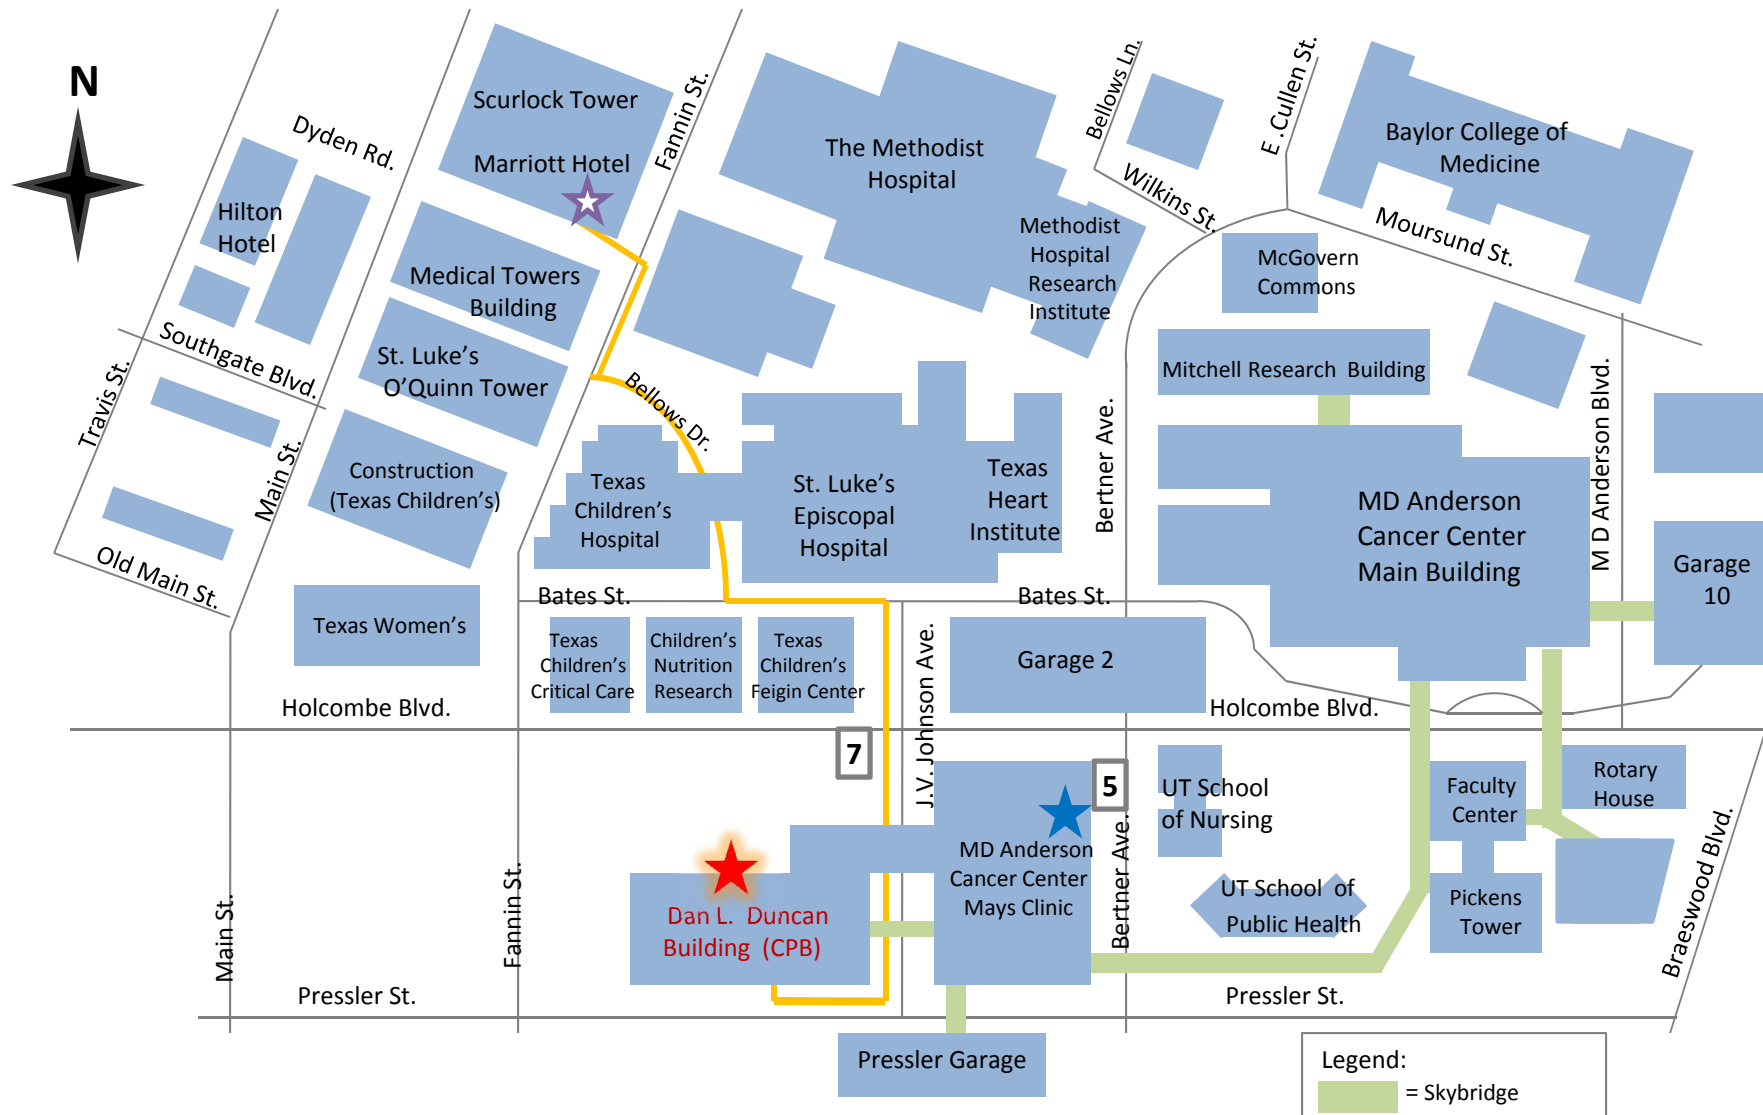 N
Scurlock Tower
Marriott Hotel
Dyden Rd.
Fannin St.
Hilton
Hotel
Medical Towers
Building
The Methodist
Hospital
Methodist
Hospital
Research
Institute
Bellows Ln.
Wilkins St.
E .Cullen St.
Baylor College of
Medicine
Moursund St.
McGovern
Commons
Mitchell Research  Building
Southgate Blvd.
Travis St.
St. Luke's
O'Quinn Tower
Bellows Dr.
Main St.
Construction
(Texas Children's)
Texas
Children's
Hospital
St. Luke's
Episcopal
Hospital
Texas
Heart
Institute
Bertner Ave.
MD Anderson
Cancer Center
Main Building
M D Anderson Blvd.
Garage
10
Old Main St.
Texas Women's
Bates St.
Bates St.
Texas
Children's
Critical Care
Children's
Nutrition
Research
Texas
Children's
Feigin Center
J.V. Johnson Ave.
Garage 2
Holcombe Blvd.
Holcombe Blvd.
7
5
UT School
of Nursing
Faculty
Center
Rotary
House
MD Anderson
Cancer Center
Mays Clinic
Bertner Ave.
UT School  of
Public Health
Pickens
Tower
Braeswood Blvd.
Dan L.  Duncan
Building  (CPB)
Main St.
Fannin St.
Pressler St.
Pressler St.
Pressler Garage
Legend:
= Skybridge